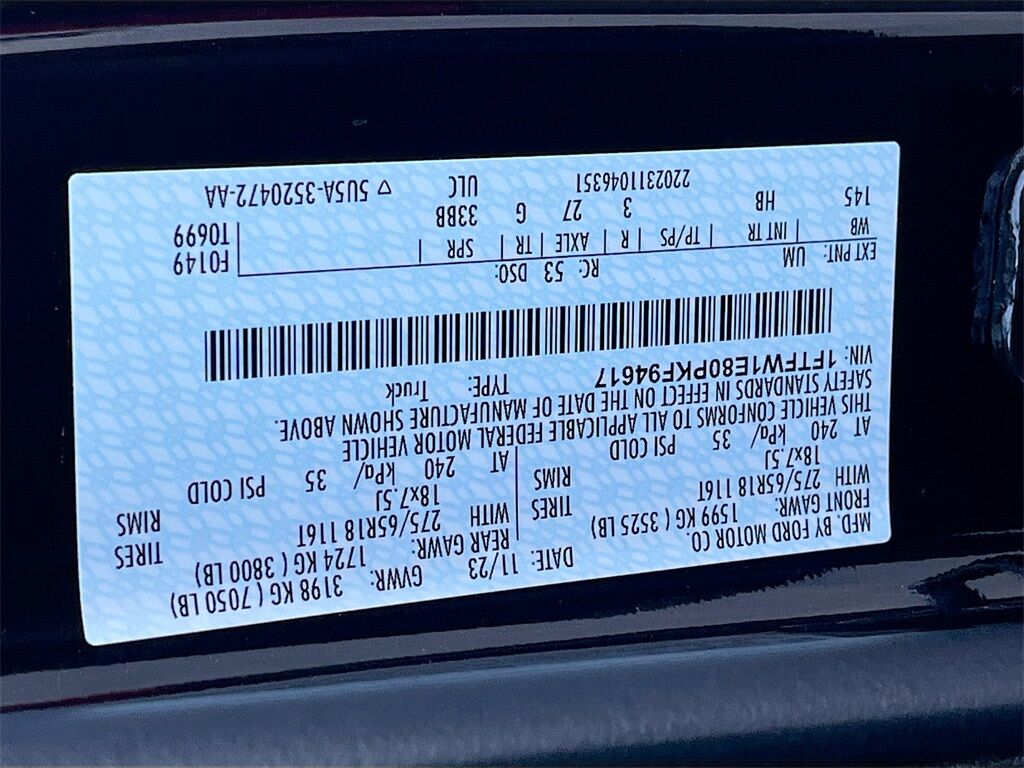 MFD. BY FORD MOTOR CO.
DATE: 11/23 GVWR: 3198 KG ( 7050 LB)
FRONT GAWR: 1599 KG ( 3525 LB) REAR GAWR: 1724 KG ( 3800 LB)
WITH 275/65R18 116T TIRES WITH 275/65R18 116T TIRES
18x7.5J RIMS 18x7.5J RIMS
AT 240 kPa/ 35 PSI COLD AT 240 kPa/ 35 PSI COLD
THIS VEHICLE CONFORMS TO ALL APPLICABLE FEDERAL MOTOR VEHICLE
SAFETY STANDARDS IN EFFECT ON THE DATE OF MANUFACTURE SHOWN ABOVE.
VIN: 1FTFW1E80PKF94617 TYPE: Truck
EXT PNT: UM RC: 53 DSO: F0149
WB | INT TR | TP/PS | R | AXLE | TR | SPR | T0699
145 HB 3 27 G 33BB
2202311046351 ULC ▽ 5U5A-3520472-AA